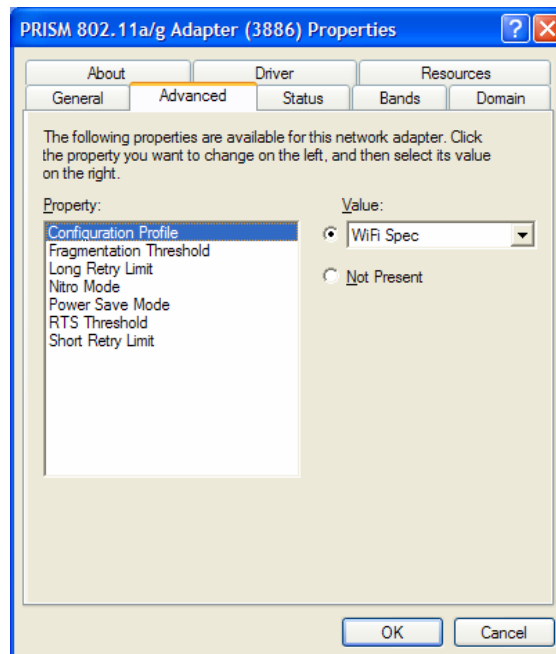 PRISM 802.11a/g Adapter (3886) Properties
About Driver Resources
General Advanced Status Bands Domain
The following properties are available for this network adapter. Click
the property you want to change on the left, and then select its value
on the right.
Property:
Value:
Configuration Profile
Fragmentation Threshold
Long Retry Limit
Nitro Mode
Power Save Mode
RTS Threshold
Short Retry Limit
WiFi Spec
Not Present
OK Cancel